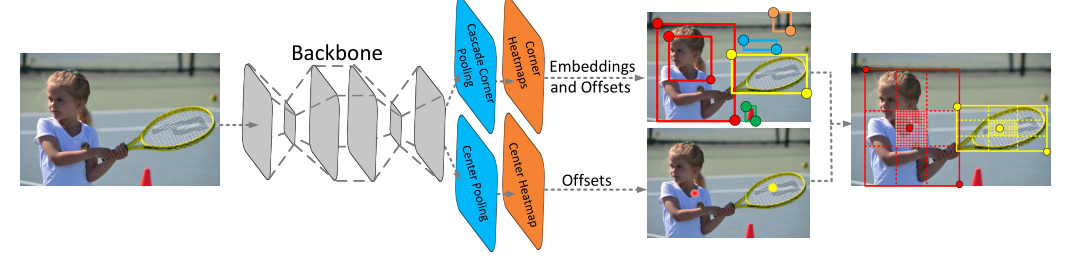 Backbone
Cascade Corner
Pooling
Corner
Heatmaps
Embeddings
and Offsets
Center Pooling
Center Heatmap
Offsets